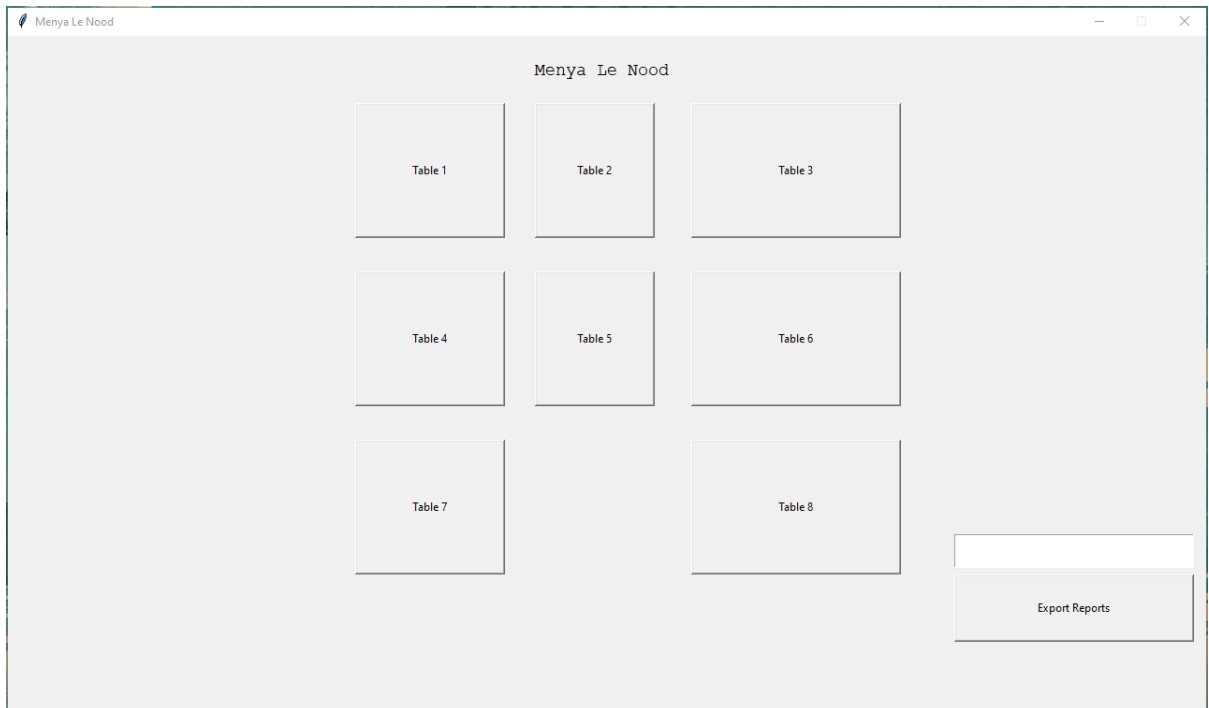 Menya Le Nood
Menya Le Nood
Table 1 Table 2 Table 3
Table 4 Table 5 Table 6
Table 7 Table 8
Export Reports